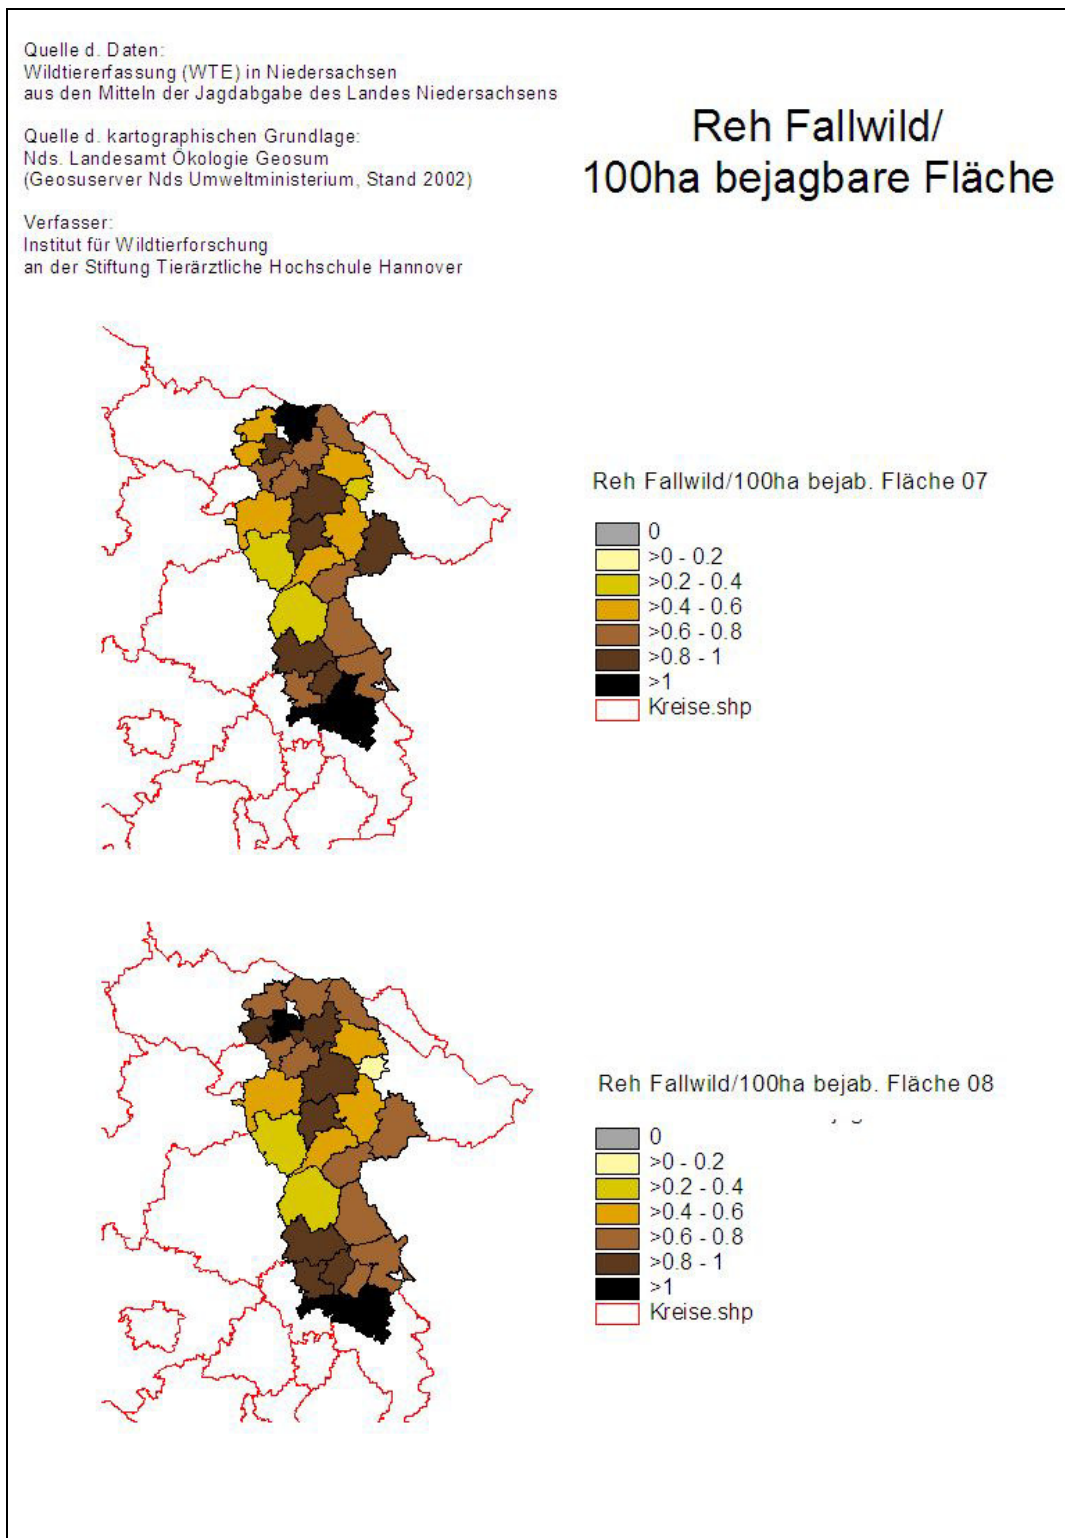 Quelle d. Daten:
Wildtiererfassung (WTE) in Niedersachsen
aus den Mitteln der Jagdabgabe des Landes Niedersachsens
Quelle d. kartographischen Grundlage:
Nds. Landesamt Ökologie Geosum
(Geosuserver Nds Umweltministerium, Stand 2002)
Verfasser:
Institut für Wildtierforschung
an der Stiftung Tierärztliche Hochschule Hannover
Reh Fallwild/
100ha bejagbare Fläche
Reh Fallwild/100ha bejab. Fläche 07
0
>0 - 0.2
>0.2 - 0.4
>0.4 - 0.6
>0.6 - 0.8
>0.8 - 1
>1
Kreise.shp
Reh Fallwild/100ha bejab. Fläche 08
0
>0 - 0.2
>0.2 - 0.4
>0.4 - 0.6
>0.6 - 0.8
>0.8 - 1
>1
Kreise.shp